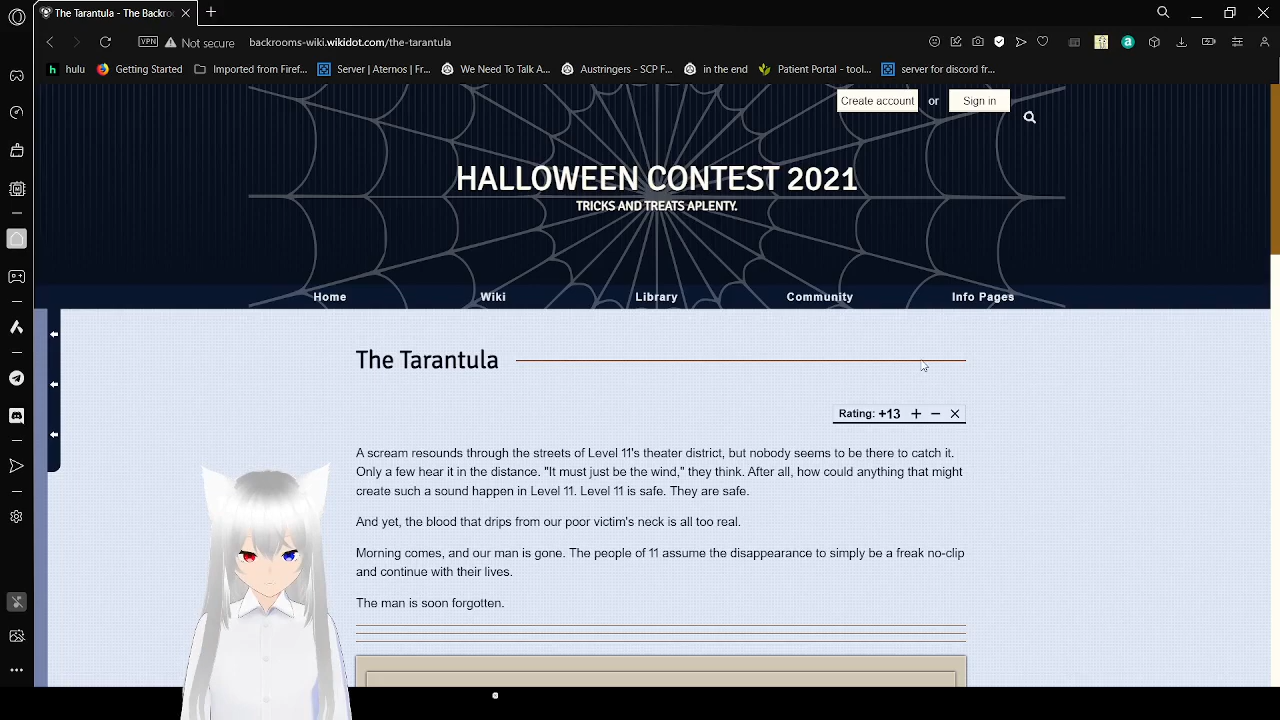 The Tarantula - The Backro
VPN
Not secure
backrooms-wiki.wikidot.com/the-tarantula
hulu
Getting Started
Imported from Firef...
Server | Aternos | Fr...
We Need To Talk A...
Austringers - SCP F...
in the end
Patient Portal - tool...
server for discord fr...
Create account or Sign in
HALLOWEEN CONTEST 2021
TRICKS AND TREATS APLENTY.
Home Wiki Library Community Info Pages
The Tarantula
Rating: +13 + – X
A scream resounds through the streets of Level 11's theater district, but nobody seems to be there to catch it.
Only a few hear it in the distance. "It must just be the wind," they think. After all, how could anything that might
create such a sound happen in Level 11. Level 11 is safe. They are safe.
And yet, the blood that drips from our poor victim's neck is all too real.
Morning comes, and our man is gone. The people of 11 assume the disappearance to simply be a freak no-clip
and continue with their lives.
The man is soon forgotten.